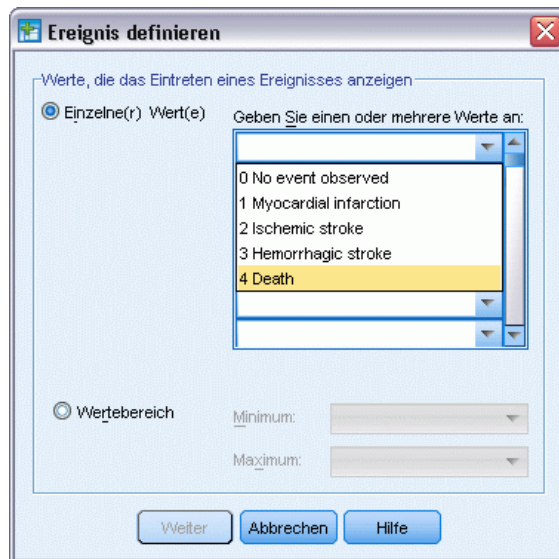 Ereignis definieren
Werte, die das Eintreten eines Ereignisses anzeigen
Einzelne(r) Wert(e)
Geben Sie einen oder mehrere Werte an:
0 No event observed
1 Myocardial infarction
2 Ischemic stroke
3 Hemorrhagic stroke
4 Death
Wertebereich
Minimum:
Maximum:
Weiter Abbrechen Hilfe